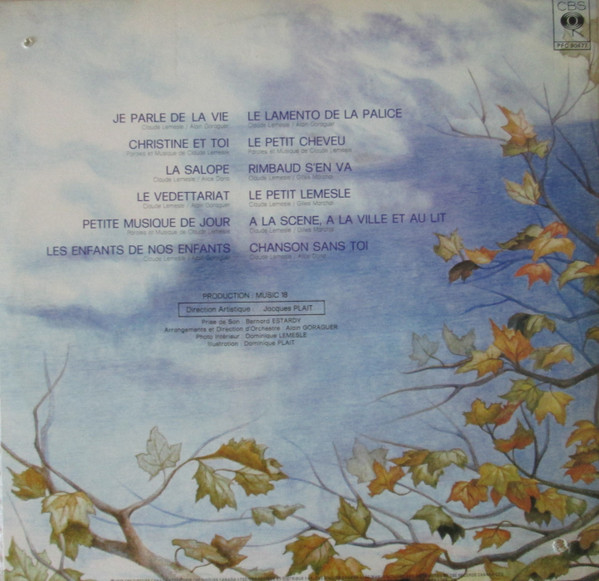 CBS
JE PARLE DE LA VIE
Claude Lemesle / Alain Goraguer
CHRISTINE ET TOI
Paroles et Musique de Claude Lemesle
LA SALOPE
Claude Lemesle / Alice Dona
LE VEDETTARIAT
Claude Lemesle / Alain Goraguer
PETITE MUSIQUE DE JOUR
Paroles et Musique de Claude Lemesle
LES ENFANTS DE NOS ENFANTS
Claude Lemesle / Alain Goraguer
LE LAMENTO DE LA PALICE
Claude Lemesle / Alain Goraguer
LE PETIT CHEVEU
Paroles et Musique de Claude Lemesle
RIMBAUD S'EN VA
Claude Lemesle / Gilles Marchal
LE PETIT LEMESLE
Claude Lemesle / Gilles Marchal
A LA SCENE, A LA VILLE ET AU LIT
Claude Lemesle / Gilles Marchal
CHANSON SANS TOI
Claude Lemesle / Alice Dona
PRODUCTION : MUSIC 18
Direction Artistique : Jacques PLAIT
Prise de Son : Bernard ESTARDY
Arrangements et Direction d'Orchestre : Alain GORAGUER
Photo intérieur : Dominique LEMESLE
Illustration : Dominique PLAIT